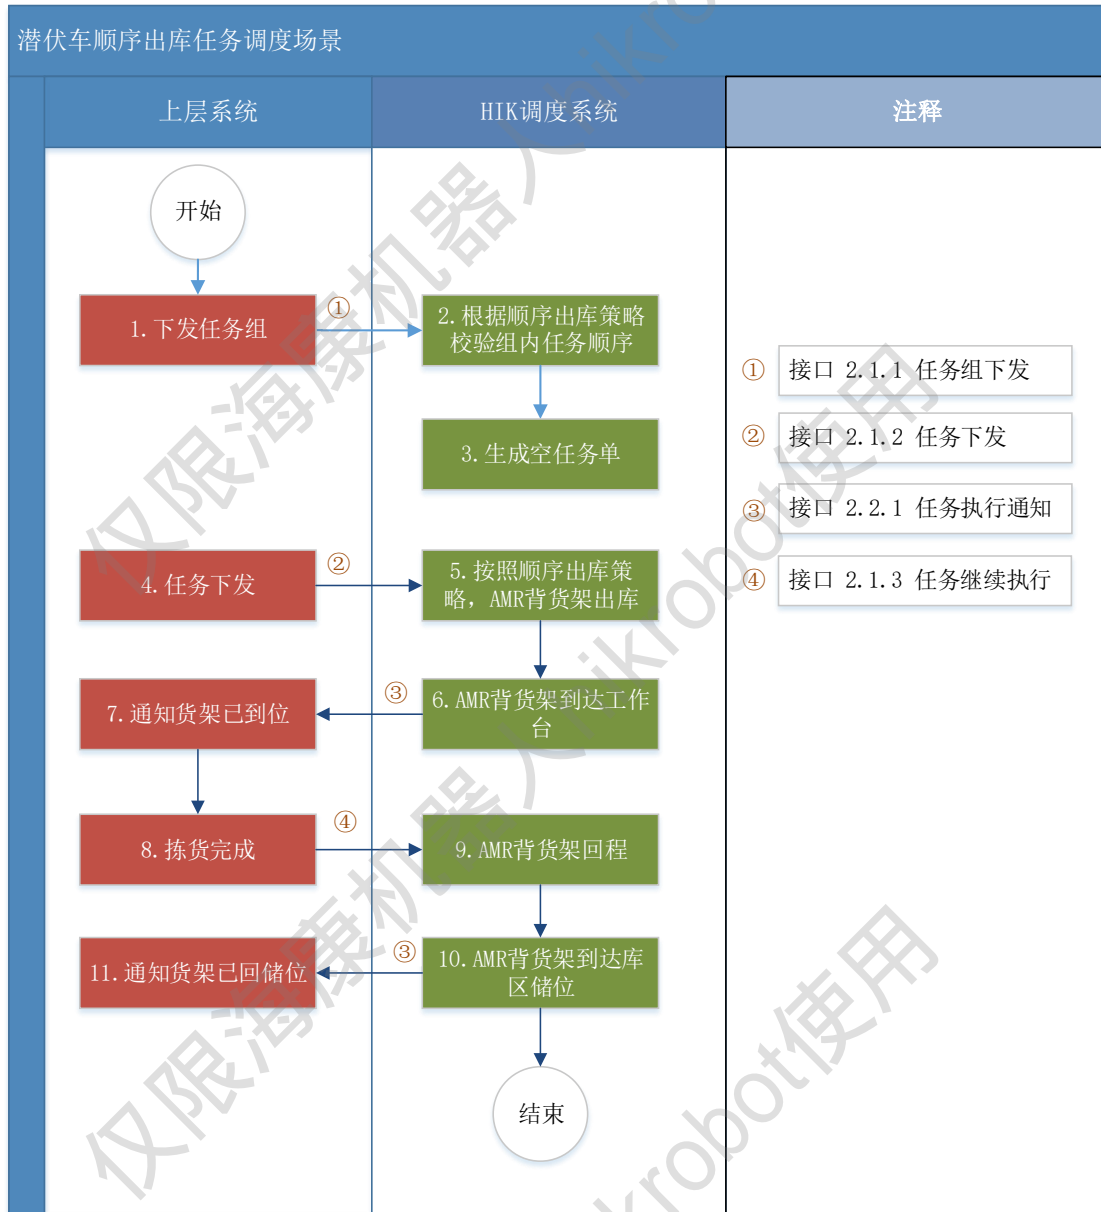 潜伏车顺序出库任务调度场景
上层系统
HIK调度系统
注释
开始
1.下发任务组
①
2.根据顺序出库策略
校验组内任务顺序
3.生成空任务单
4.任务下发
②
5.按照顺序出库策
略，AMR背货架出库
③
6.AMR背货架到达工作
台
7.通知货架已到位
8.拣货完成
④
9.AMR背货架回程
③
10.AMR背货架到达库
区储位
11.通知货架已回储位
结束
① 接口 2.1.1 任务组下发
② 接口 2.1.2 任务下发
③ 接口 2.2.1 任务执行通知
④ 接口 2.1.3 任务继续执行
仅限海康机器人hikrobot
仅限海康机器人hikrobot使用
hikrobot使用